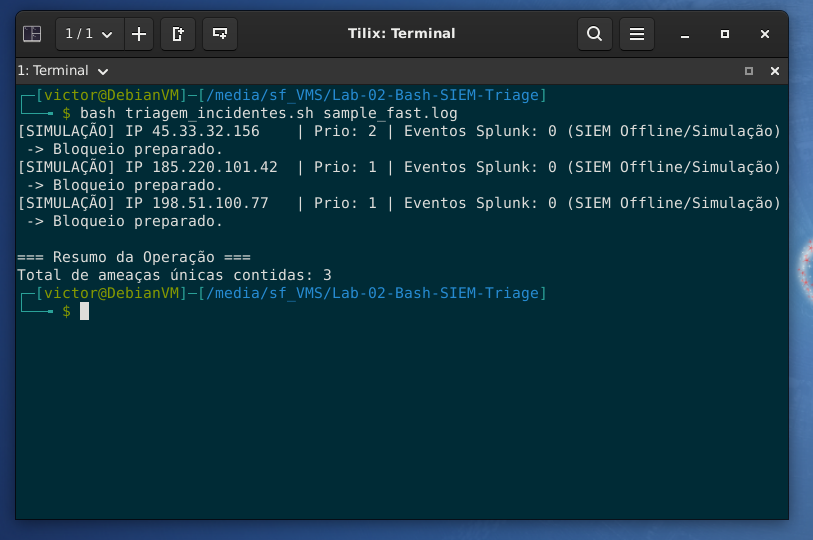 1 / 1
Tilix: Terminal
1: Terminal
┌─[victor@DebianVM]─[/media/sf_VMS/Lab-02-Bash-SIEM-Triage]
└──╼ $ bash triagem_incidentes.sh sample_fast.log
[SIMULAÇÃO] IP 45.33.32.156    | Prio: 2 | Eventos Splunk: 0 (SIEM Offline/Simulação)
 -> Bloqueio preparado.
[SIMULAÇÃO] IP 185.220.101.42  | Prio: 1 | Eventos Splunk: 0 (SIEM Offline/Simulação)
 -> Bloqueio preparado.
[SIMULAÇÃO] IP 198.51.100.77   | Prio: 1 | Eventos Splunk: 0 (SIEM Offline/Simulação)
 -> Bloqueio preparado.
=== Resumo da Operação ===
Total de ameaças únicas contidas: 3
┌─[victor@DebianVM]─[/media/sf_VMS/Lab-02-Bash-SIEM-Triage]
└──╼ $